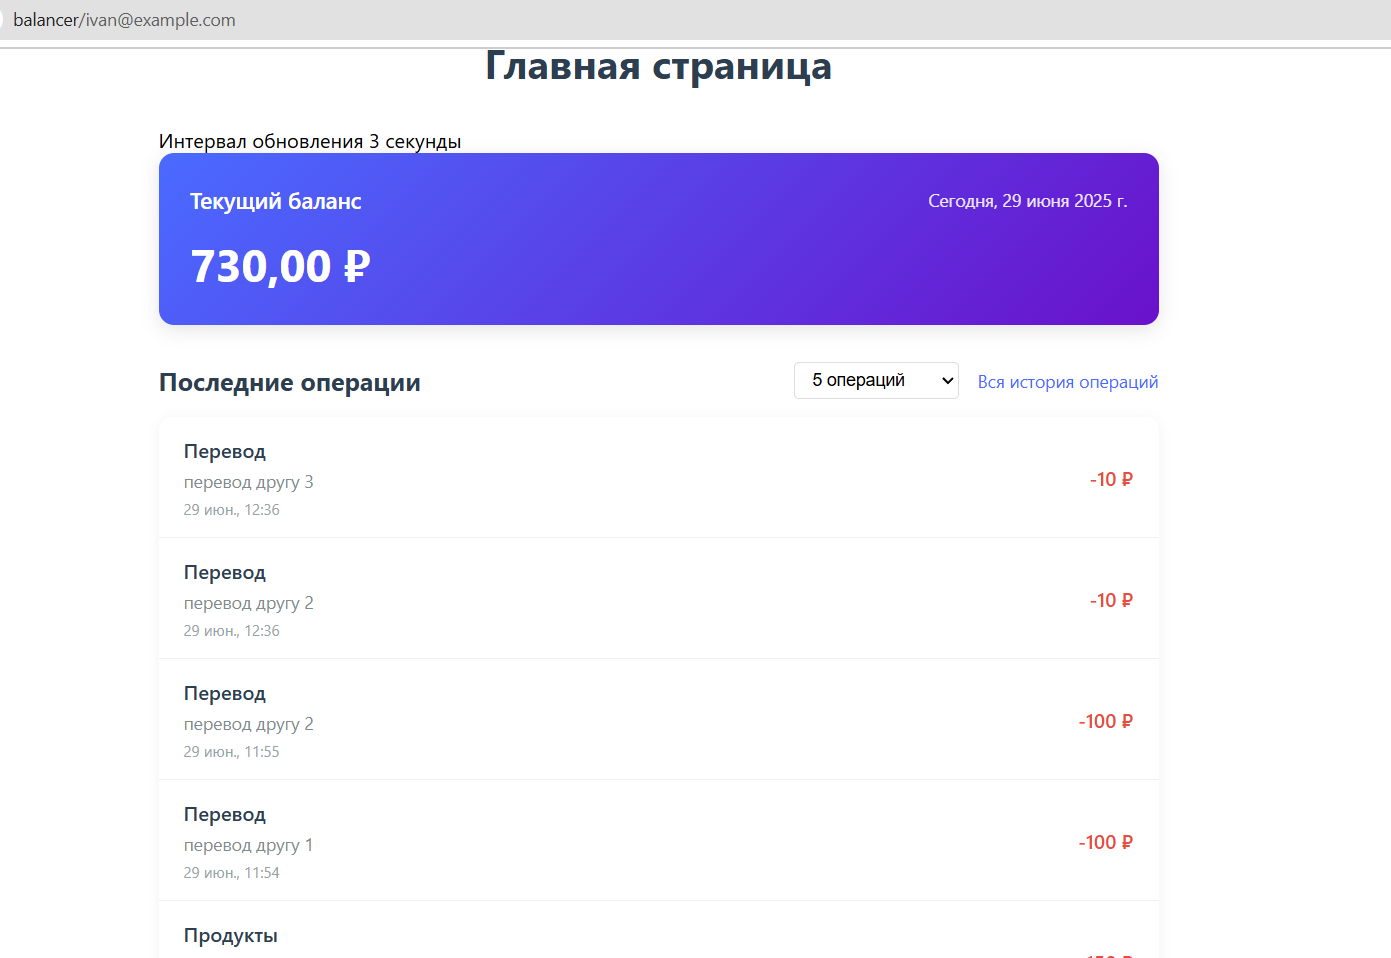 balancer/ivan@example.com
Главная страница
Интервал обновления 3 секунды
Текущий баланс
Сегодня, 29 июня 2025 г.
730,00 ₽
Последние операции
5 операций
Вся история операций
Перевод
перевод другу 3
-10 ₽
29 июн., 12:36
Перевод
перевод другу 2
-10 ₽
29 июн., 12:36
Перевод
перевод другу 2
-100 ₽
29 июн., 11:55
Перевод
перевод другу 1
-100 ₽
29 июн., 11:54
Продукты